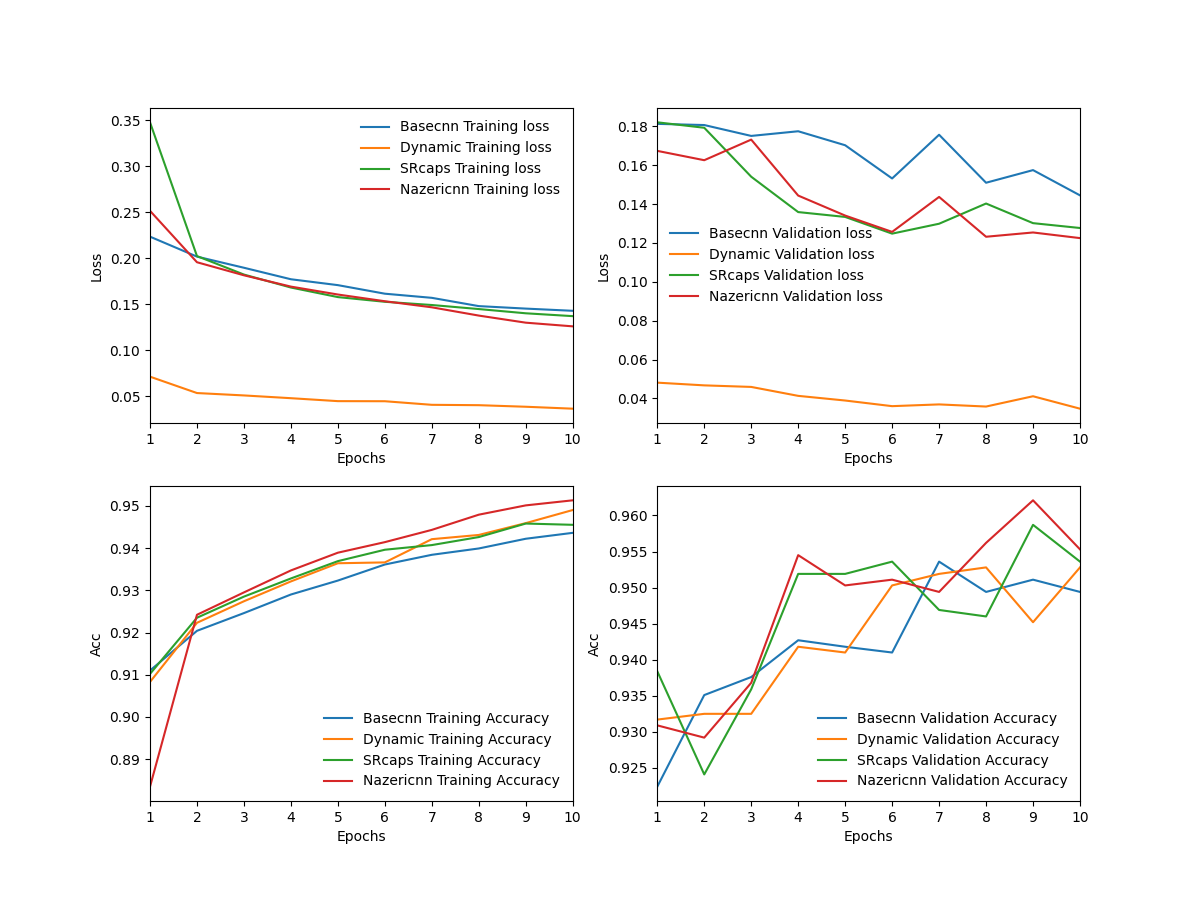 0.35
0.30
0.25
0.20
0.15
0.10
0.05
Loss
Basecnn Training loss
Dynamic Training loss
SRcaps Training loss
Nazericnn Training loss
1 2 3 4 5 6 7 8 9 10
Epochs
0.18
0.16
0.14
0.12
0.10
0.08
0.06
0.04
Loss
Basecnn Validation loss
Dynamic Validation loss
SRcaps Validation loss
Nazericnn Validation loss
1 2 3 4 5 6 7 8 9 10
Epochs
0.95
0.94
0.93
0.92
0.91
0.90
0.89
Acc
Basecnn Training Accuracy
Dynamic Training Accuracy
SRcaps Training Accuracy
Nazericnn Training Accuracy
1 2 3 4 5 6 7 8 9 10
Epochs
0.960
0.955
0.950
0.945
0.940
0.935
0.930
0.925
Acc
Basecnn Validation Accuracy
Dynamic Validation Accuracy
SRcaps Validation Accuracy
Nazericnn Validation Accuracy
1 2 3 4 5 6 7 8 9 10
Epochs